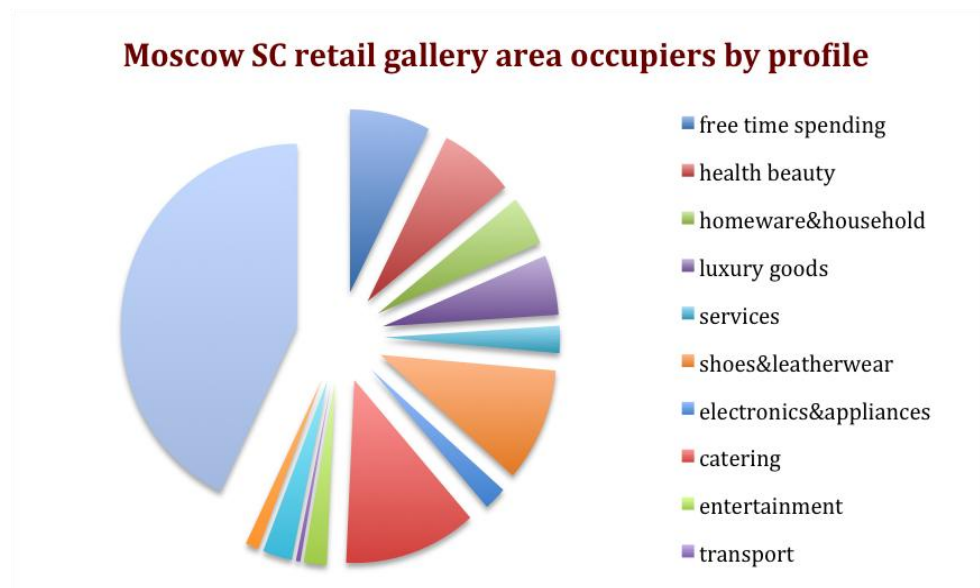 Moscow SC retail gallery area occupiers by profile
free time spending
health beauty
homeware&household
luxury goods
services
shoes&leatherwear
electronics&appliances
catering
entertainment
transport